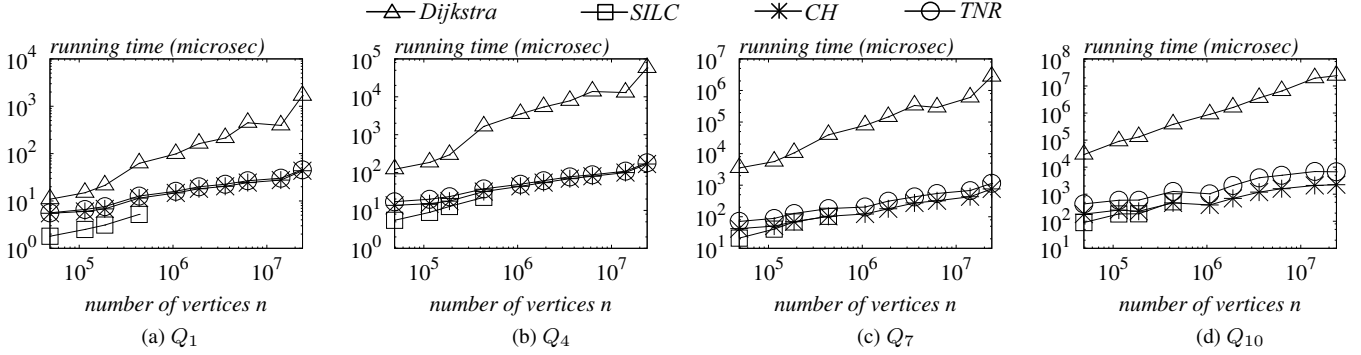 Dijkstra SILC CH TNR
running time (microsec) running time (microsec) running time (microsec) running time (microsec)
10^4 10^5 10^7 10^8
10^3 10^4 10^6 10^7
10^2 10^3 10^5 10^6
10^1 10^2 10^4 10^5
10^0 10^1 10^3 10^4
10^0 10^2 10^3
10^1 10^2
10^1
10^5 10^6 10^7 10^5 10^6 10^7 10^5 10^6 10^7 10^5 10^6 10^7
number of vertices n number of vertices n number of vertices n number of vertices n
(a) Q_1 (b) Q_4 (c) Q_7 (d) Q_10